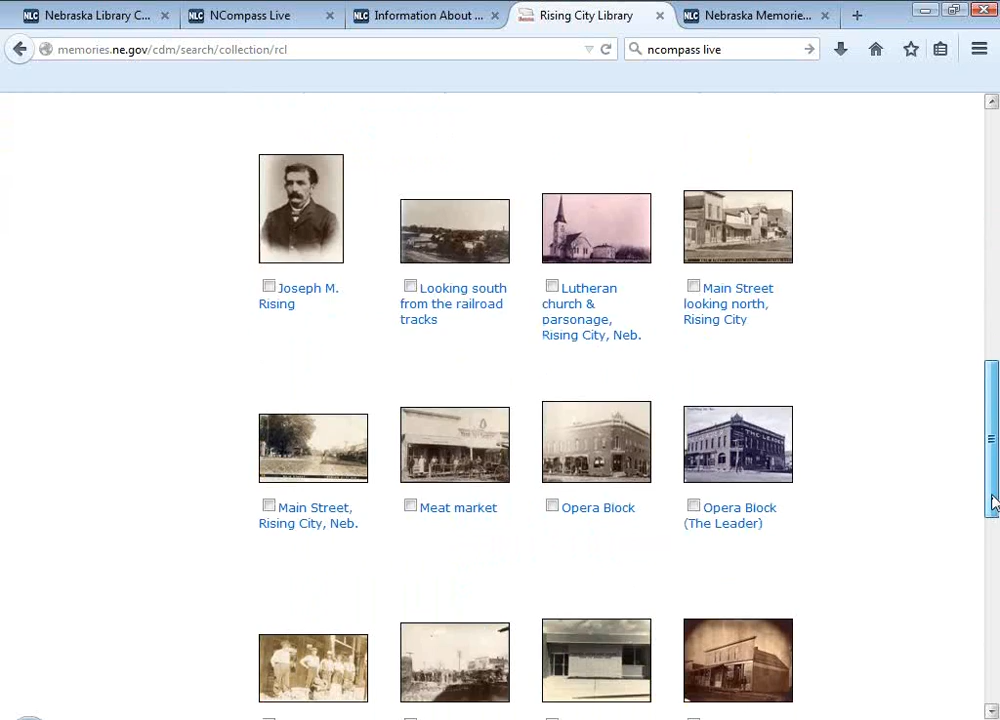 Nebraska Library C...
NCompass Live
Information About ...
Rising City Library
Nebraska Memorie...
memories.ne.gov/cdm/search/collection/rcl
ncompass live
Joseph M.
Rising
Looking south
from the railroad
tracks
Lutheran
church &
parsonage,
Rising City, Neb.
Main Street
looking north,
Rising City
Main Street,
Rising City, Neb.
Meat market
Opera Block
Opera Block
(The Leader)